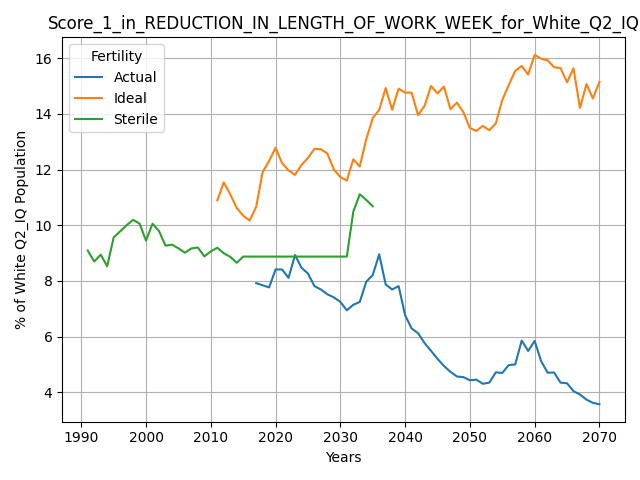 Score_1_in_REDUCTION_IN_LENGTH_OF_WORK_WEEK_for_White_Q2_IQ
Fertility
Actual
Ideal
Sterile
% of White Q2_IQ Population
16
14
12
10
8
6
4
1990 2000 2010 2020 2030 2040 2050 2060 2070
Years